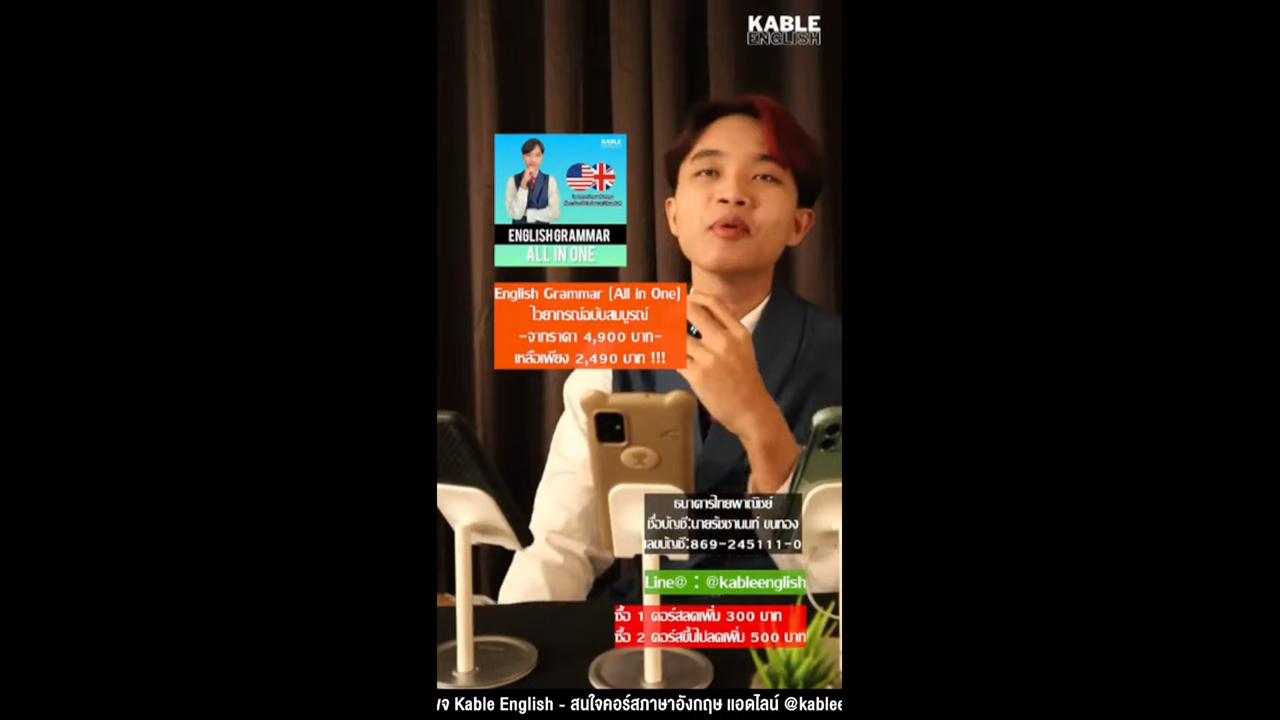 KABLE
ENGLISH
KABLE
ENGLISH GRAMMAR
ALL IN ONE
English Grammar [All in One]
ไวยากรณ์ฉบับสมบูรณ์
-จากราคา 4,900 บาท-
เหลือเพียง 2,490 บาท !!!
ธนาคารไทยพาณิชย์
ชื่อบัญชี:นายรัชชานนท์ ขนทอง
เลขบัญชี:869-245111-0
Line@ : @kableenglish
ซื้อ 1 คอร์สลดเพิ่ม 300 บาท
ซื้อ 2 คอร์สขึ้นไปลดเพิ่ม 500 บาท
พจ Kable English - สนใจคอร์สภาษาอังกฤษ แอดไลน์ @kablee